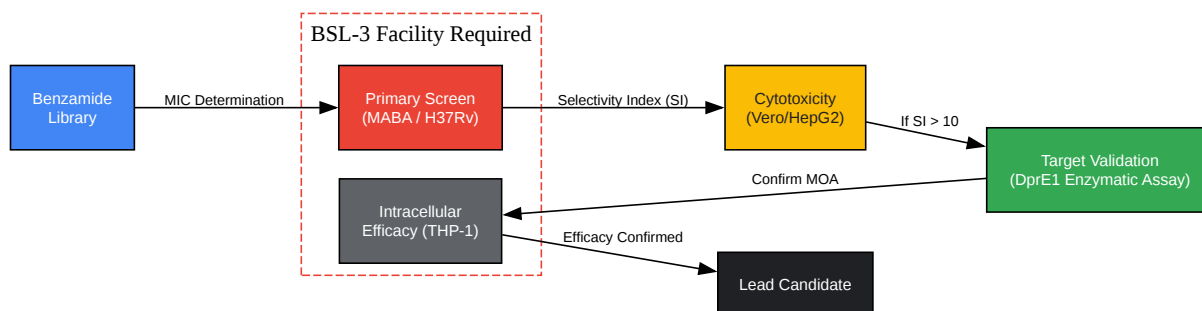 BSL-3 Facility Required
Benzamide
Library
MIC Determination
Primary Screen
(MABA / H37Rv)
Selectivity Index (SI)
Cytotoxicity
(Vero/HepG2)
If SI > 10
Target Validation
(DprE1 Enzymatic Assay)
Confirm MOA
Intracellular
Efficacy (THP-1)
Efficacy Confirmed
Lead Candidate